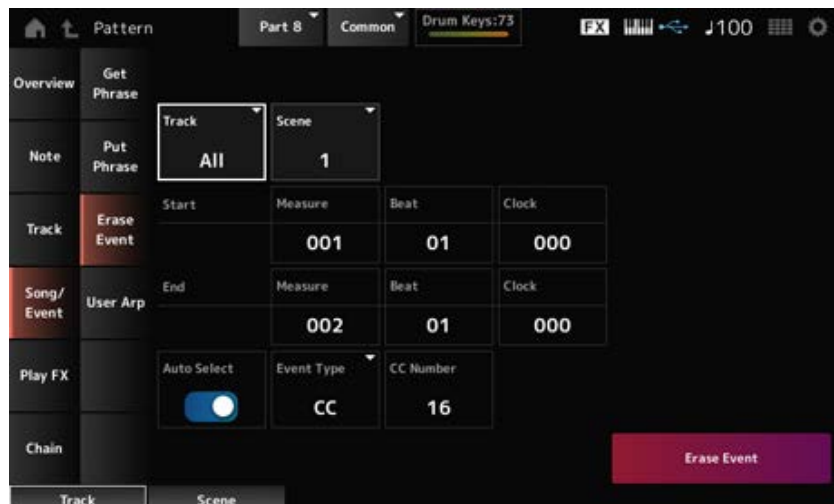 Pattern
Part 8
Common
Drum Keys:73
FX
♩100
Overview
Note
Track
Song/
Event
Play FX
Chain
Get
Phrase
Put
Phrase
Erase
Event
User Arp
Track
All
Scene
1
Start
Measure
001
Beat
01
Clock
000
End
Measure
002
Beat
01
Clock
000
Auto Select
Event Type
CC
CC Number
16
Erase Event
Track
Scene